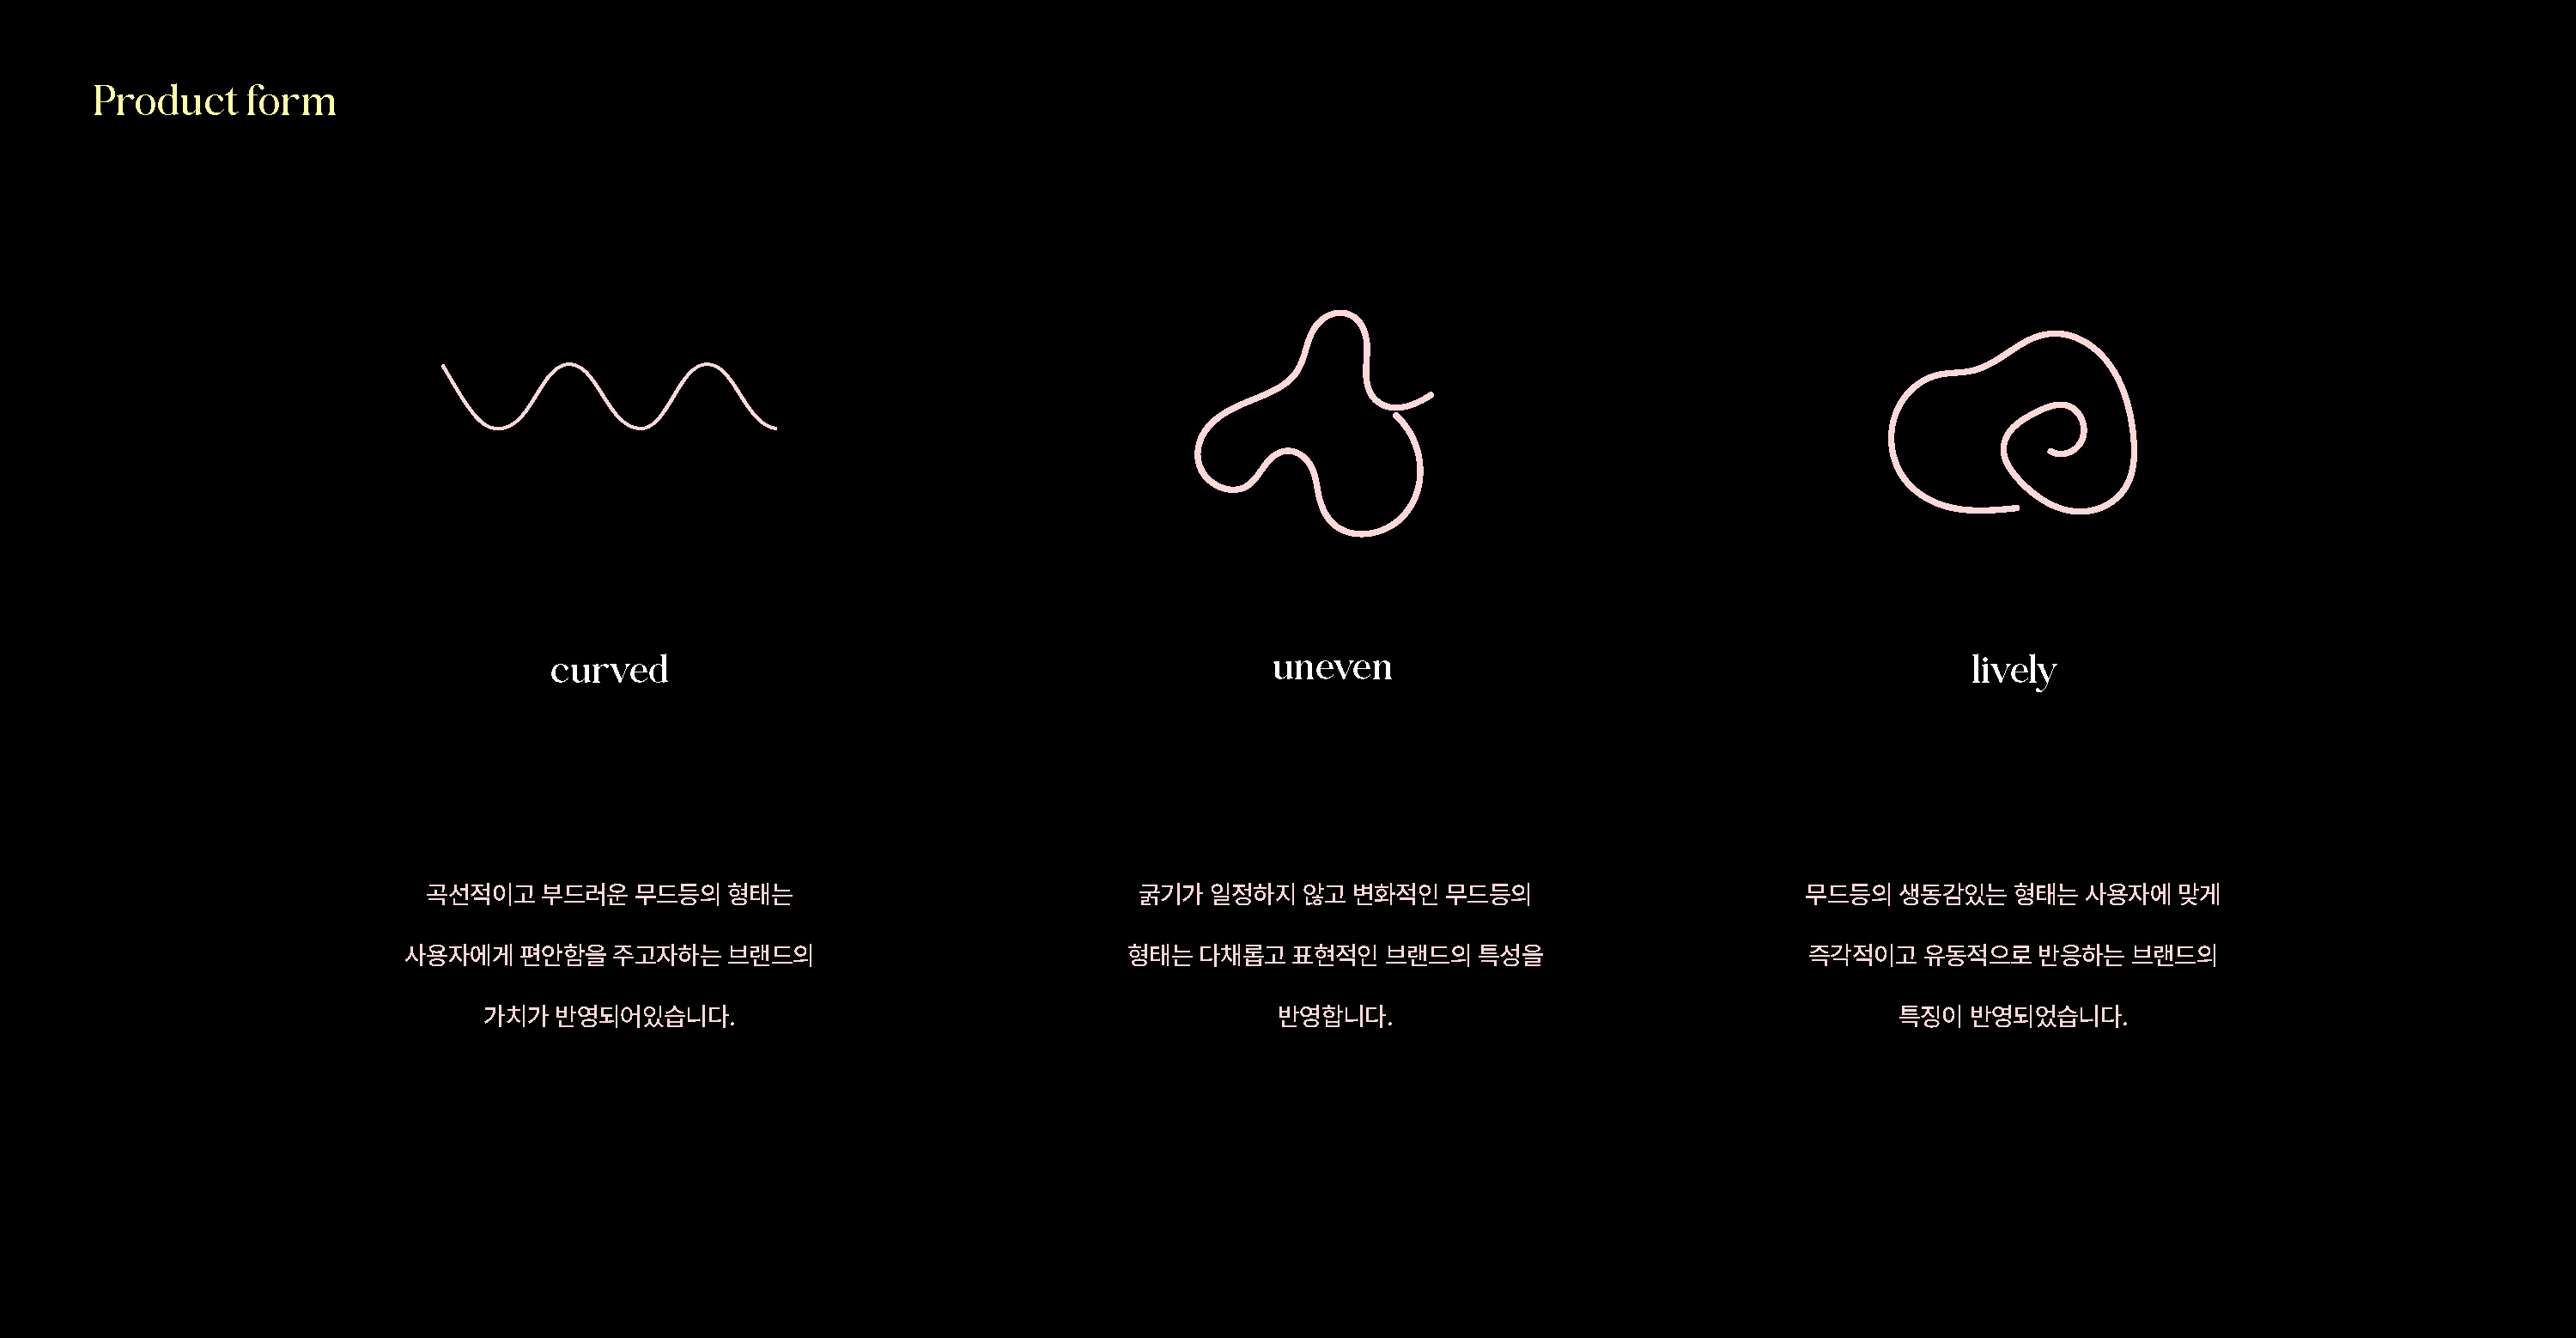 Product form
curved
곡선적이고 부드러운 무드등의 형태는
사용자에게 편안함을 주고자하는 브랜드의
가치가 반영되어있습니다.
uneven
굵기가 일정하지 않고 변화적인 무드등의
형태는 다채롭고 표현적인 브랜드의 특성을
반영합니다.
lively
무드등의 생동감있는 형태는 사용자에 맞게
즉각적이고 유동적으로 반응하는 브랜드의
특징이 반영되었습니다.